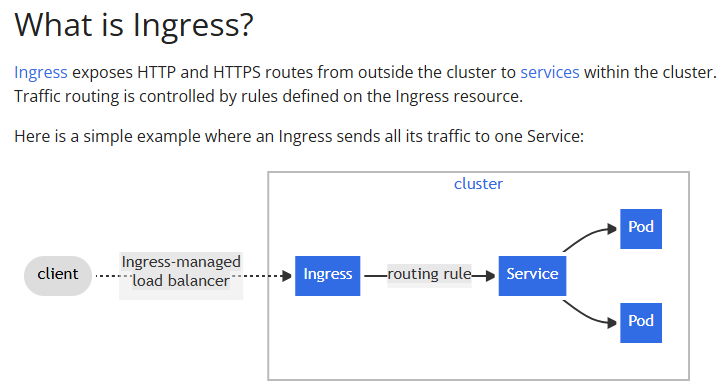 What is Ingress?
Ingress exposes HTTP and HTTPS routes from outside the cluster to services within the cluster.
Traffic routing is controlled by rules defined on the Ingress resource.
Here is a simple example where an Ingress sends all its traffic to one Service:
cluster
client
Ingress-managed
load balancer
Ingress
routing rule
Service
Pod
Pod